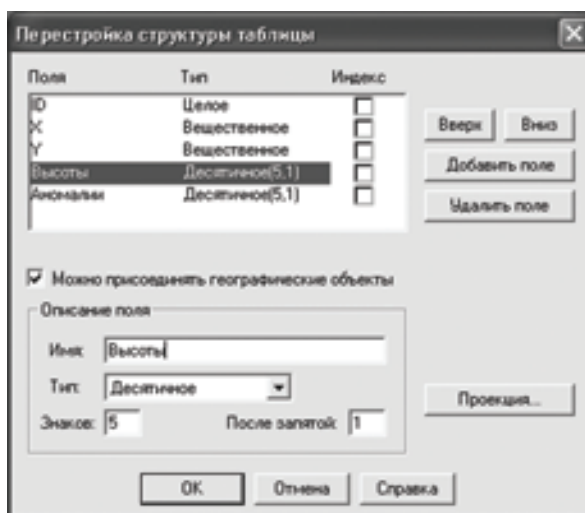 Перестройка структуры таблицы
Поля Тип Индекс
ID Целое
X Вещественное
Y Вещественное
Высоты Десятичное(5,1)
Аномалии Десятичное(5,1)
Вверх Вниз
Добавить поле
Удалить поле
Можно присоединять географические объекты
Описание поля
Имя: Высоты
Тип: Десятичное
Знаков: 5 После запятой: 1
Проекция...
OK Отмена Справка